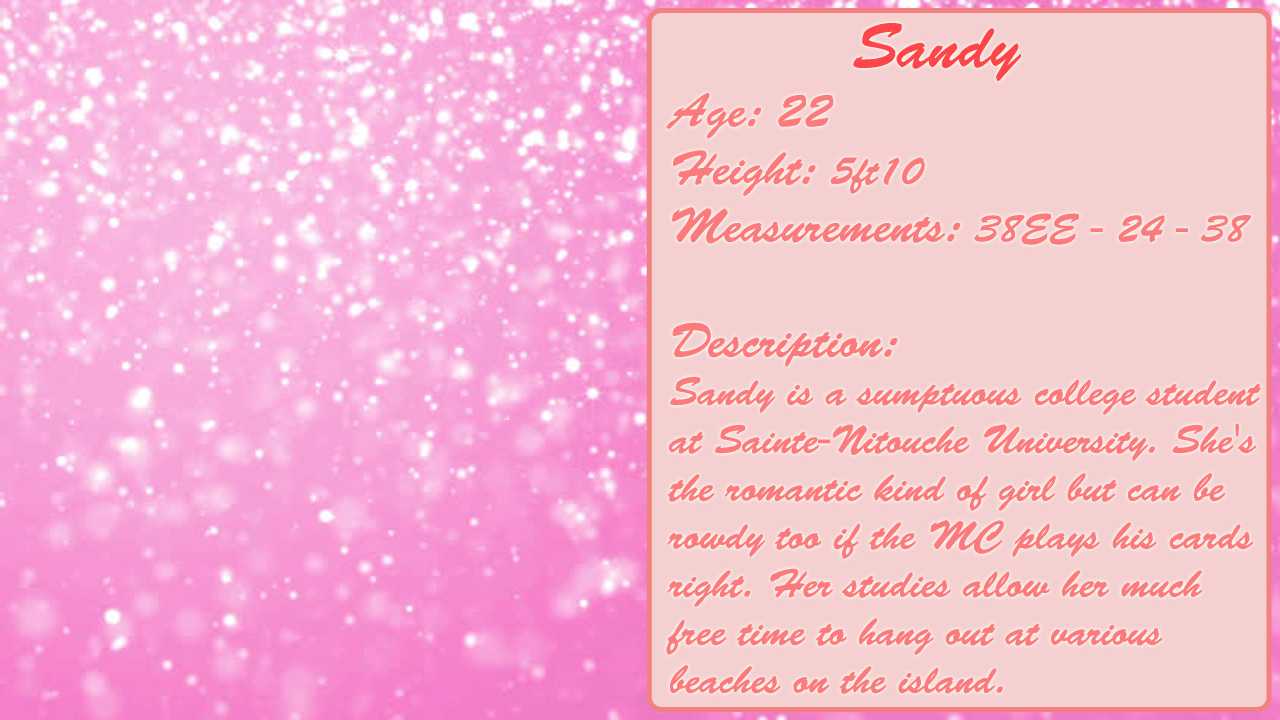 Sandy
Age: 22
Height: 5ft10
Measurements: 38EE - 24 - 38
Description:
Sandy is a sumptuous college student
at Sainte-Nitouche University. She's
the romantic kind of girl but can be
rowdy too if the MC plays his cards
right. Her studies allow her much
free time to hang out at various
beaches on the island.